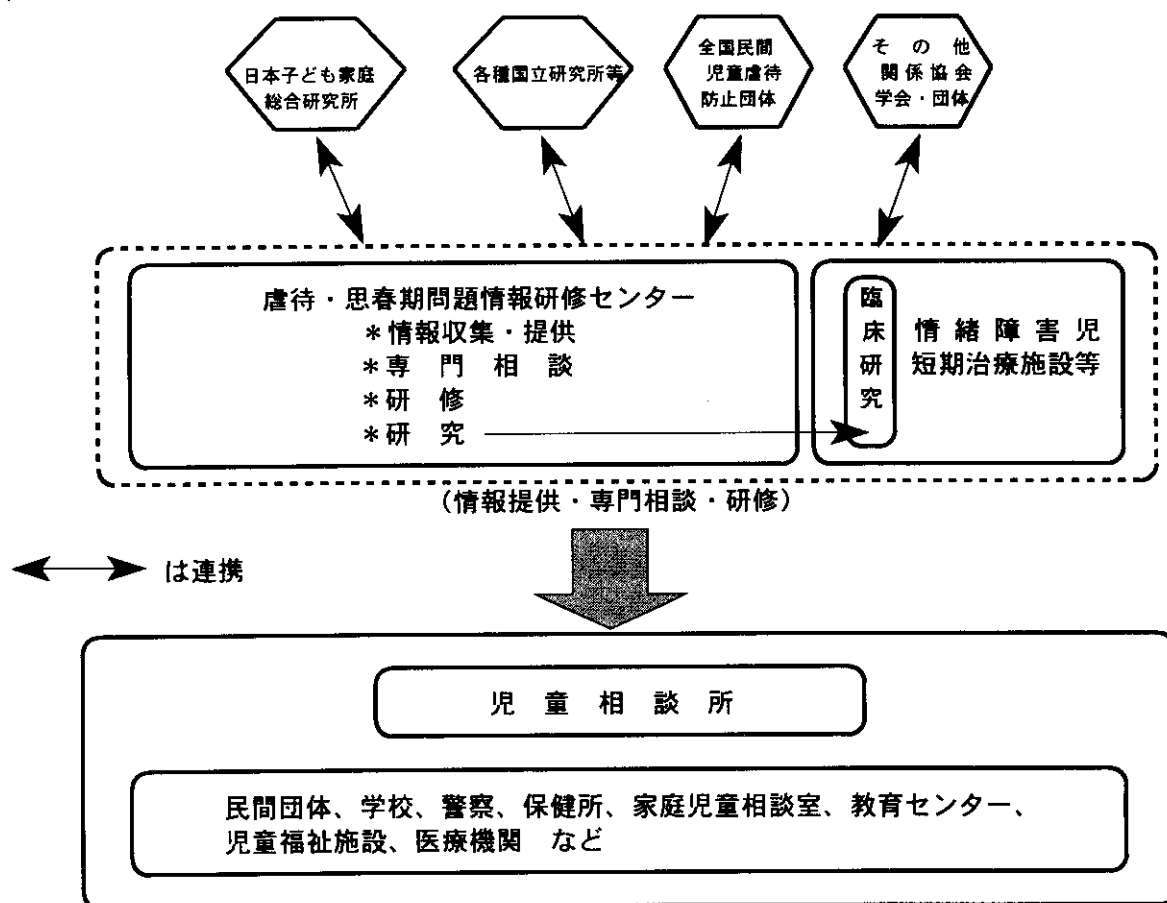 日本子ども家庭
総合研究所
各種国立研究所等
全国民間
児童虐待
防止団体
その他
関係協会
学会・団体
虐待・思春期問題情報研修センター
＊情報収集・提供
＊専門相談
＊研修
＊研究
臨床研究
情緒障害児
短期治療施設等
（情報提供・専門相談・研修）
は連携
児童相談所
民間団体、学校、警察、保健所、家庭児童相談室、教育センター、
児童福祉施設、医療機関　など